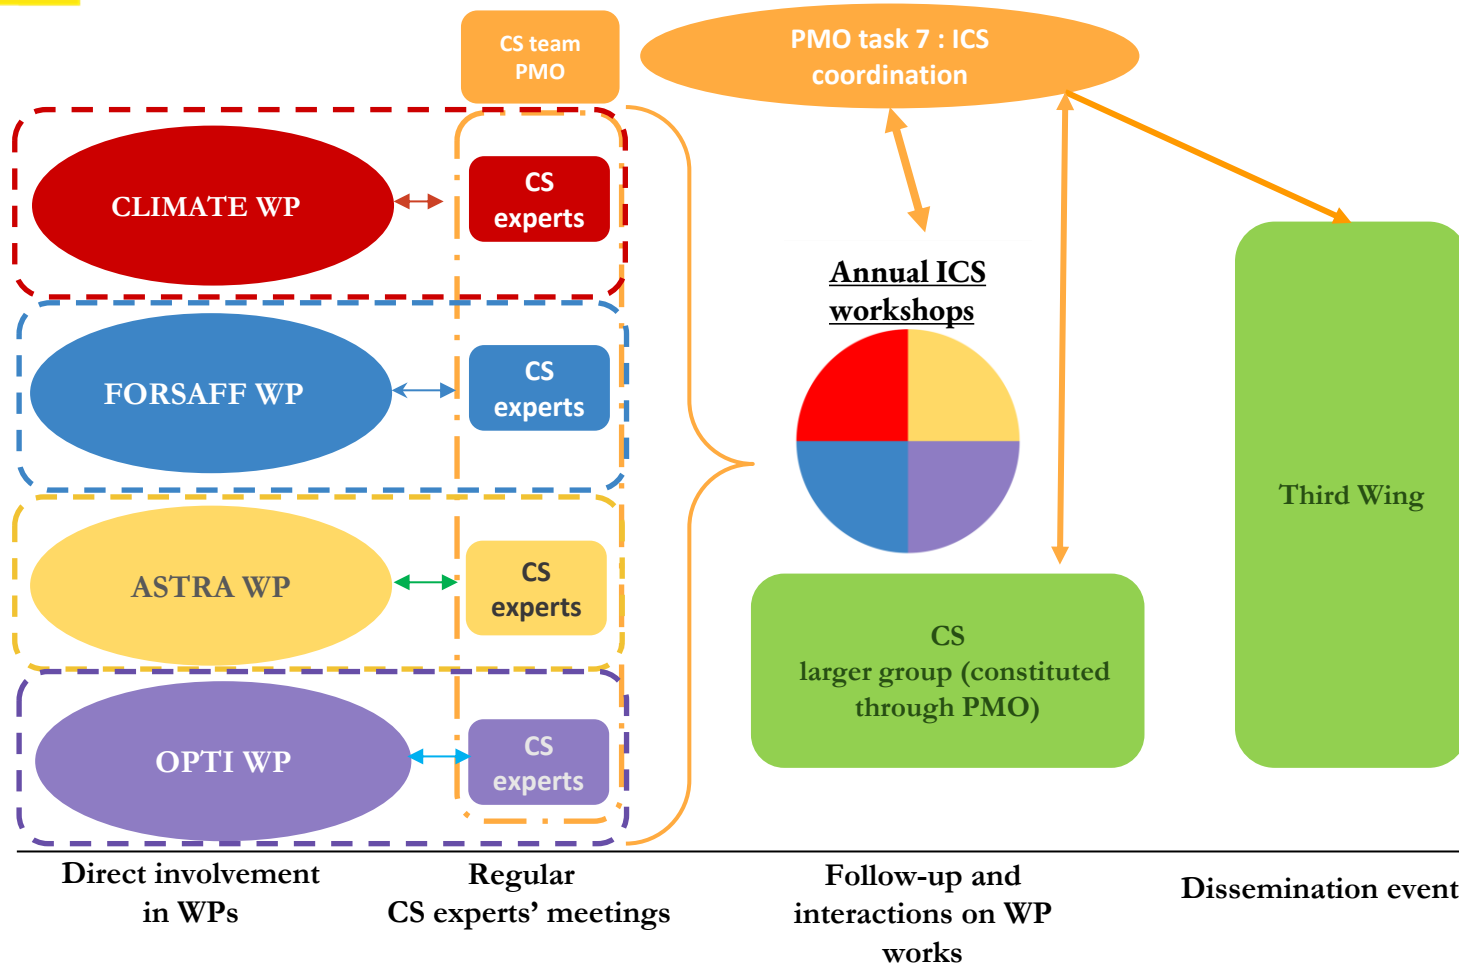 CS team
PMO
PMO task 7 : ICS
coordination
CLIMATE WP
CS
experts
FORSAFF WP
CS
experts
ASTRA WP
CS
experts
OPTI WP
CS
experts
Annual ICS
workshops
CS
larger group (constituted
through PMO)
Third Wing
Direct involvement
in WPs
Regular
CS experts’ meetings
Follow-up and
interactions on WP
works
Dissemination event